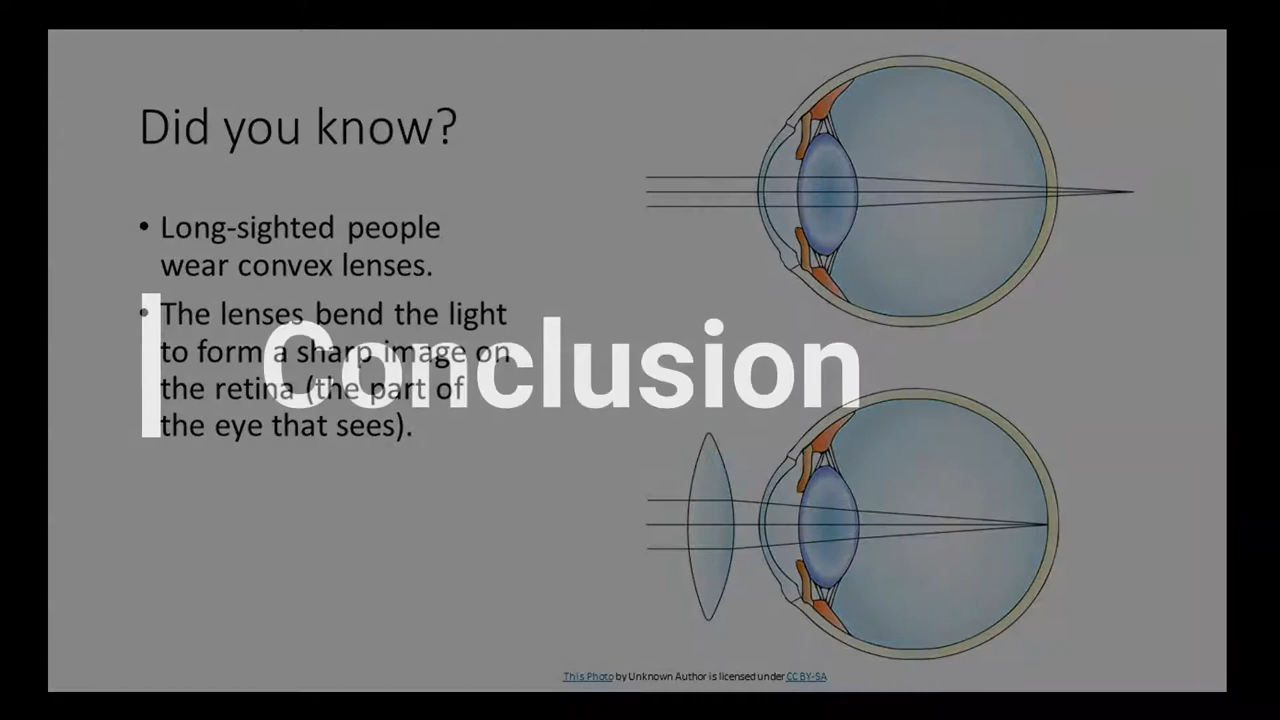 Did you know?
• Long-sighted people
wear convex lenses.
• The lenses bend the light
to form a sharp image on
the retina (the part of
the eye that sees).
Conclusion
This Photo by Unknown Author is licensed under CC BY-SA